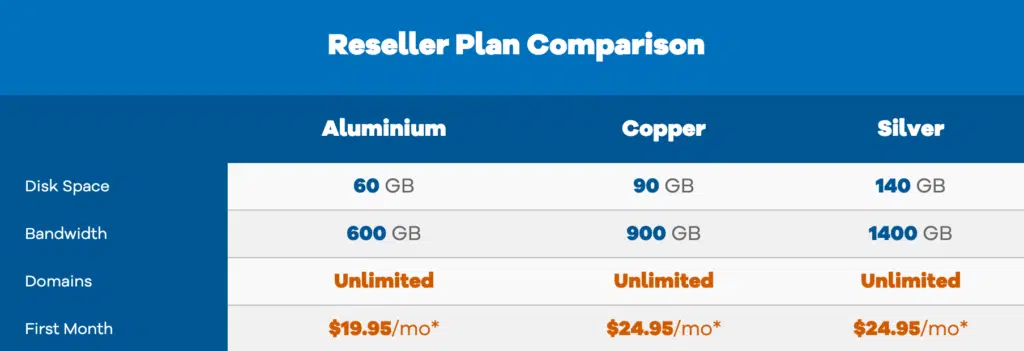 Reseller Plan Comparison
Aluminium Copper Silver
Disk Space 60 GB 90 GB 140 GB
Bandwidth 600 GB 900 GB 1400 GB
Domains Unlimited Unlimited Unlimited
First Month $19.95/mo* $24.95/mo* $24.95/mo*